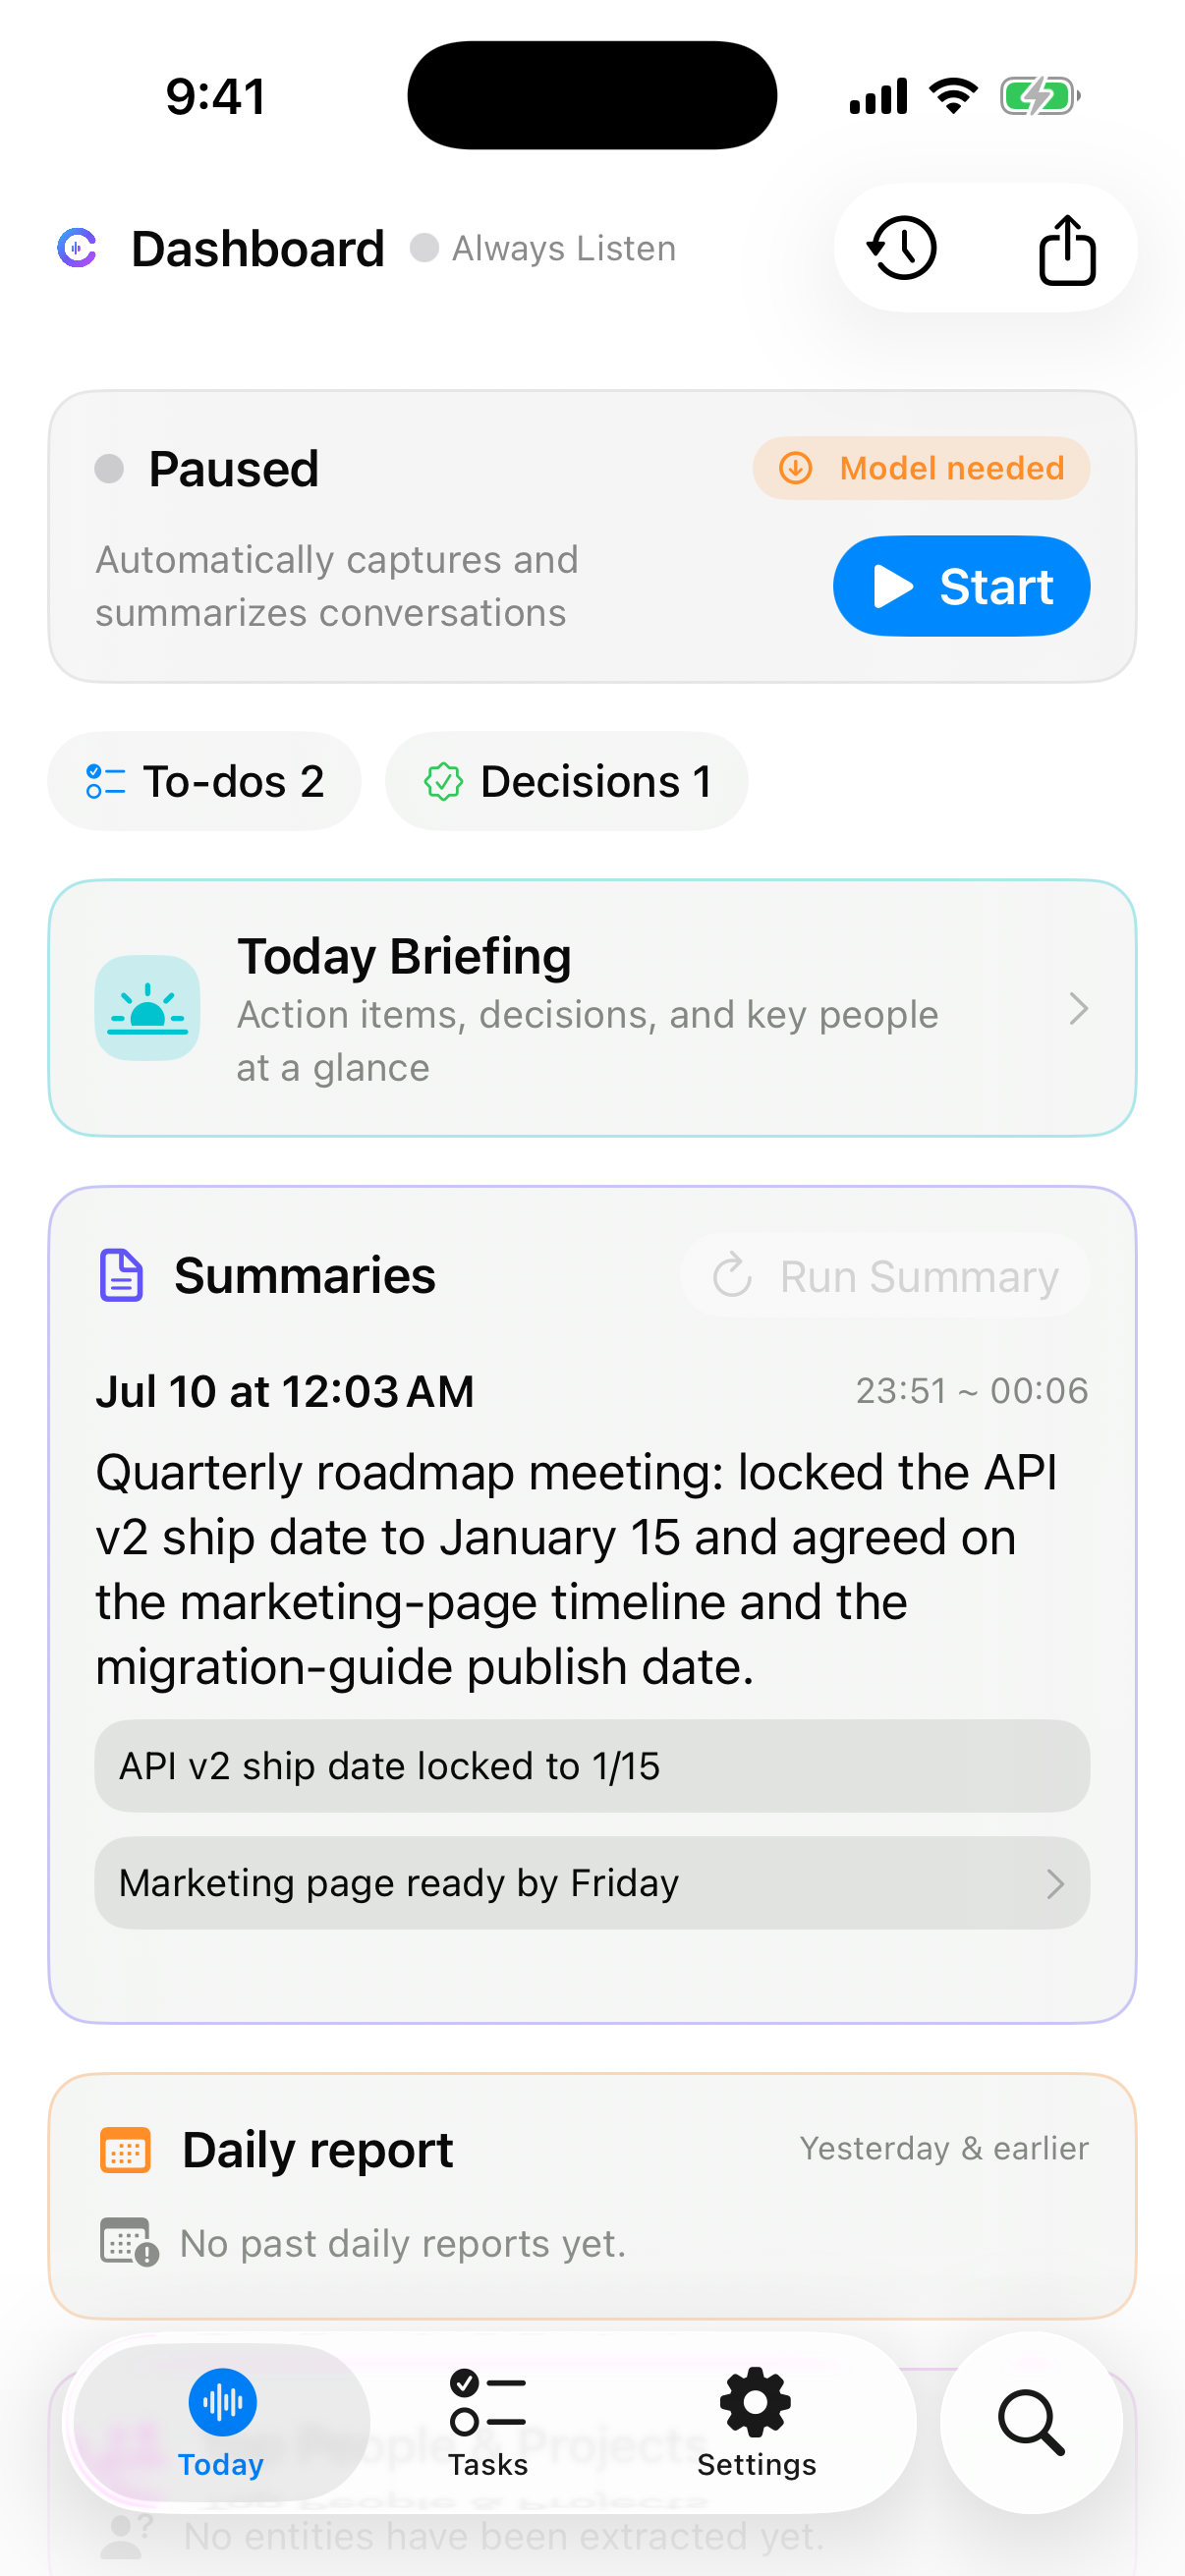 9:41
Dashboard
Always Listen
Paused
Model needed
Automatically captures and
summarizes conversations
Start
To-dos 2
Decisions 1
Today Briefing
Action items, decisions, and key people
at a glance
Summaries
Run Summary
Jul 10 at 12:03 AM
23:51 ~ 00:06
Quarterly roadmap meeting: locked the API
v2 ship date to January 15 and agreed on
the marketing-page timeline and the
migration-guide publish date.
API v2 ship date locked to 1/15
Marketing page ready by Friday
Daily report
Yesterday & earlier
No past daily reports yet.
People & Projects
Today
Tasks
Settings
No entities have been extracted yet.